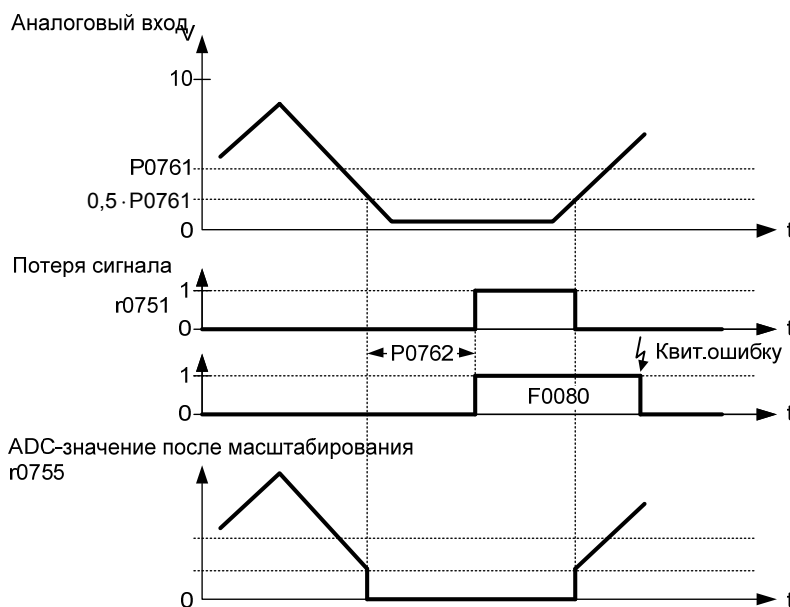 Аналоговый вход
V
10
P0761
0,5 · P0761
0
t
Потеря сигнала
r0751
1
0
t
P0762
Квит.ошибку
1
F0080
0
t
ADC-значение после масштабирования
r0755
0
t